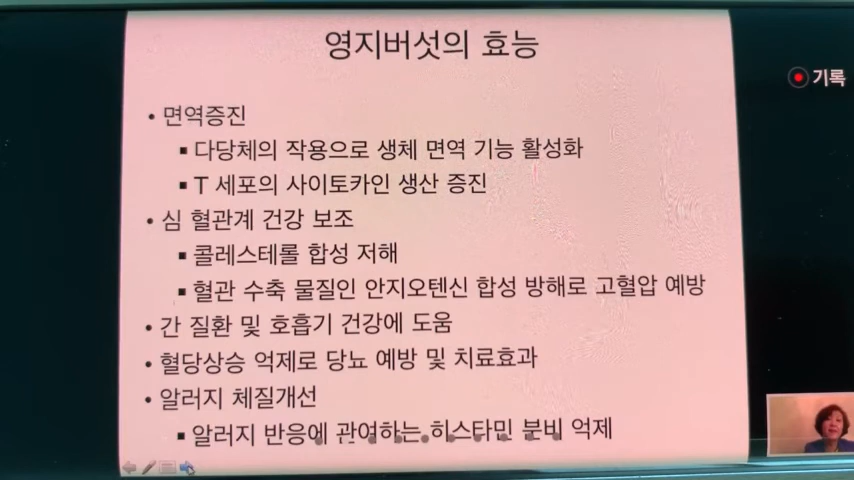 영지버섯의 효능
기록
• 면역증진
▪ 다당체의 작용으로 생체 면역 기능 활성화
▪ T 세포의 사이토카인 생산 증진
• 심 혈관계 건강 보조
▪ 콜레스테롤 합성 저해
▪ 혈관 수축 물질인 안지오텐신 합성 방해로 고혈압 예방
• 간 질환 및 호흡기 건강에 도움
• 혈당상승 억제로 당뇨 예방 및 치료효과
• 알러지 체질개선
▪ 알러지 반응에 관여하는 히스타민 분비 억제